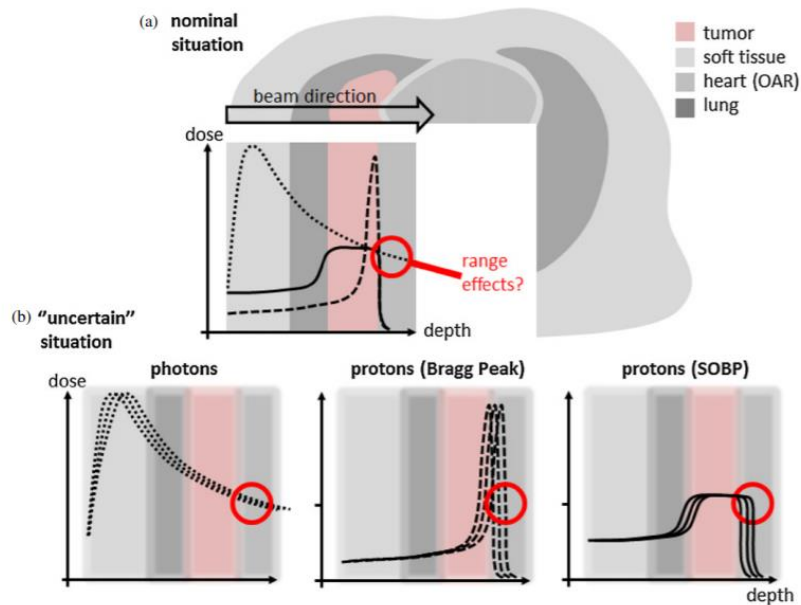 (a) nominal
situation
tumor
soft tissue
heart (OAR)
lung
beam direction
dose
range
effects?
depth
(b) "uncertain"
situation
photons
protons (Bragg Peak)
protons (SOBP)
dose
depth